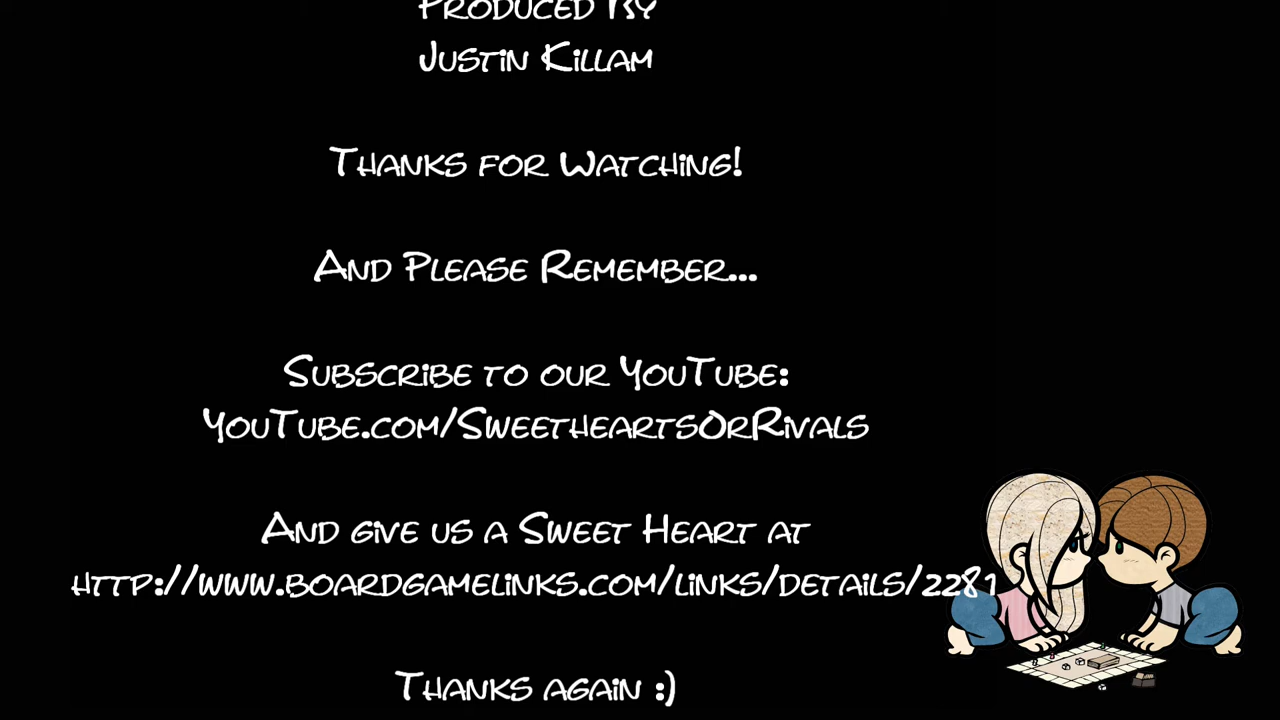 Produced By
Justin Killam
Thanks for Watching!
And Please Remember...
Subscribe to our YouTube:
YouTube.com/SweetheartsOrRivals
And give us a Sweet Heart at
http://www.boardgamelinks.com/links/details/2281
Thanks again :)